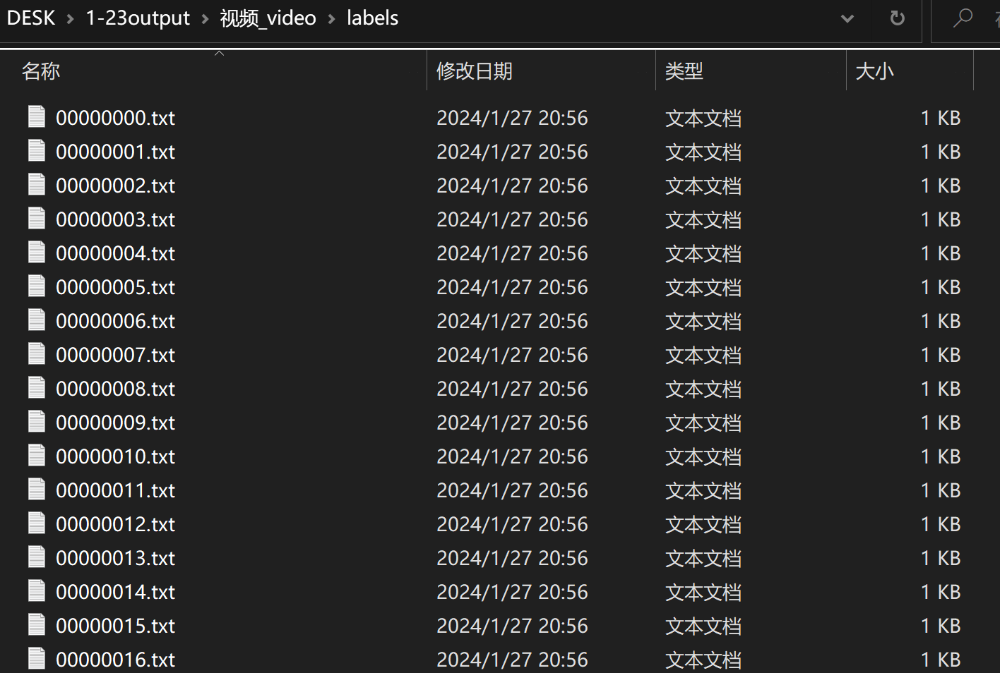 DESK > 1-23output > 视频_video > labels
名称 修改日期 类型 大小
00000000.txt 2024/1/27 20:56 文本文档 1 KB
00000001.txt 2024/1/27 20:56 文本文档 1 KB
00000002.txt 2024/1/27 20:56 文本文档 1 KB
00000003.txt 2024/1/27 20:56 文本文档 1 KB
00000004.txt 2024/1/27 20:56 文本文档 1 KB
00000005.txt 2024/1/27 20:56 文本文档 1 KB
00000006.txt 2024/1/27 20:56 文本文档 1 KB
00000007.txt 2024/1/27 20:56 文本文档 1 KB
00000008.txt 2024/1/27 20:56 文本文档 1 KB
00000009.txt 2024/1/27 20:56 文本文档 1 KB
00000010.txt 2024/1/27 20:56 文本文档 1 KB
00000011.txt 2024/1/27 20:56 文本文档 1 KB
00000012.txt 2024/1/27 20:56 文本文档 1 KB
00000013.txt 2024/1/27 20:56 文本文档 1 KB
00000014.txt 2024/1/27 20:56 文本文档 1 KB
00000015.txt 2024/1/27 20:56 文本文档 1 KB
00000016.txt 2024/1/27 20:56 文本文档 1 KB